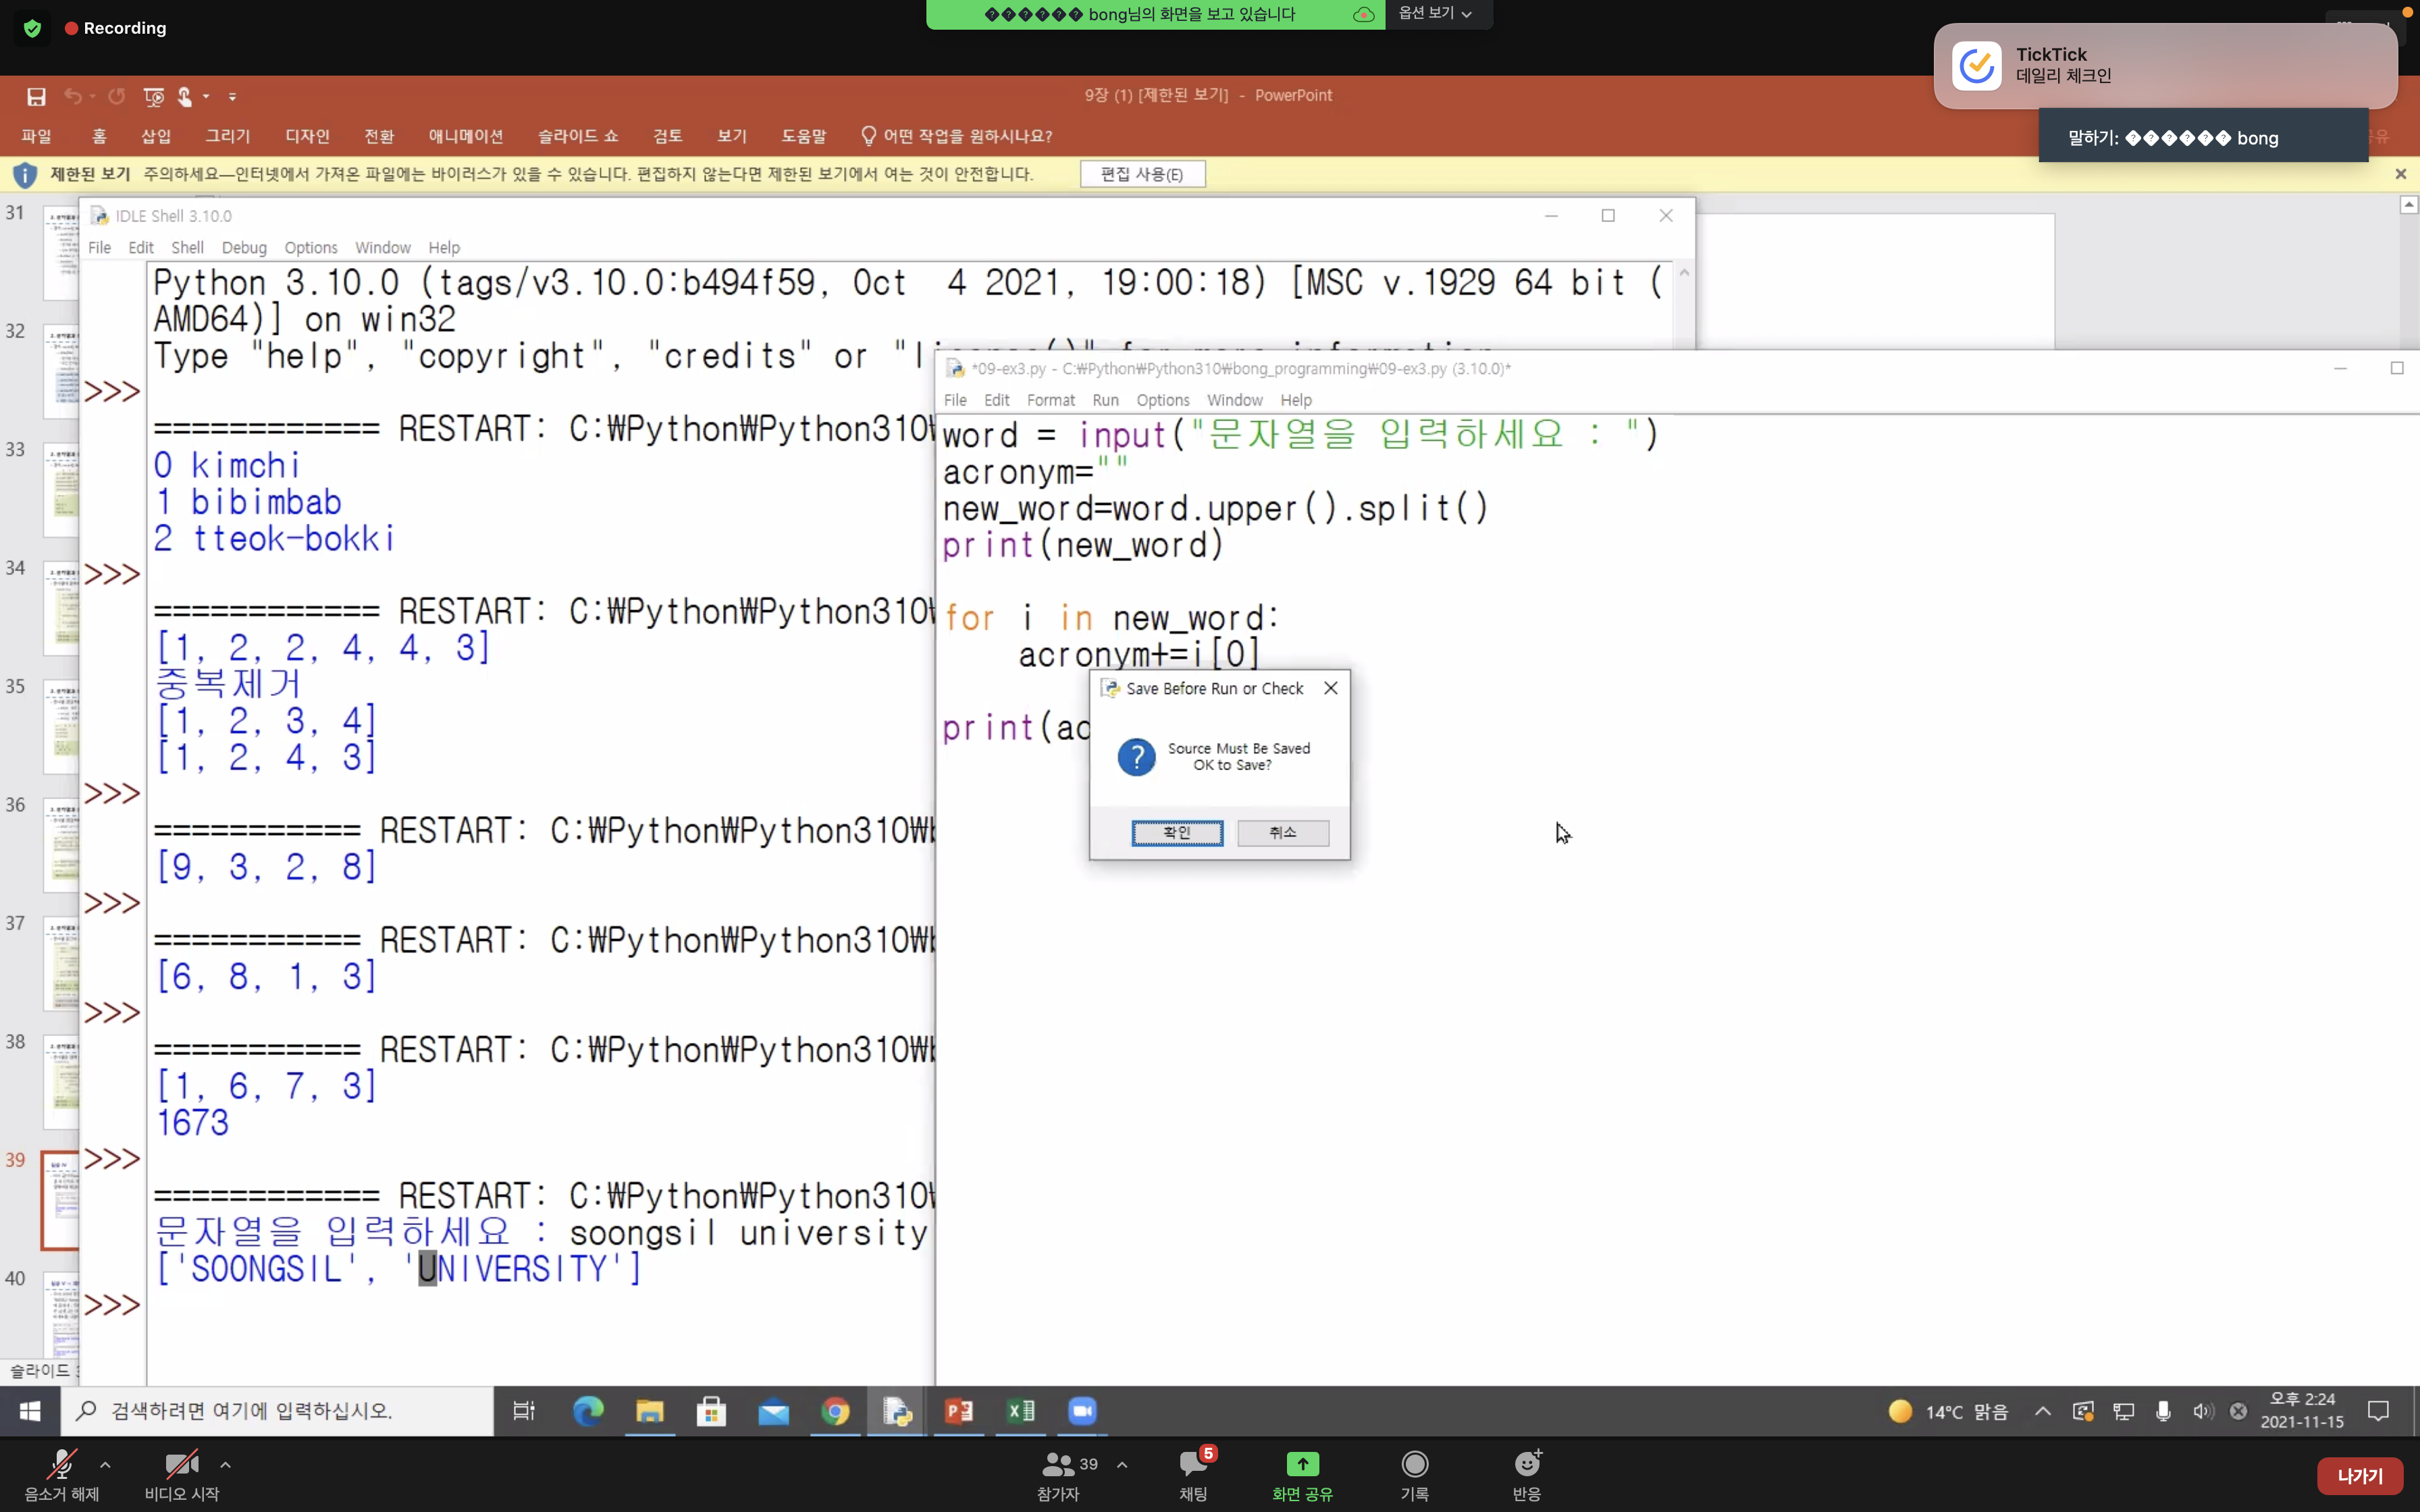 Recording
bong님의 화면을 보고 있습니다
옵션 보기
TickTick
데일리 체크인
말하기: bong
9장 (1) [제한된 보기] - PowerPoint
파일 홈 삽입 그리기 디자인 전환 애니메이션 슬라이드 쇼 검토 보기 도움말 어떤 작업을 원하시나요?
제한된 보기 주의하세요—인터넷에서 가져온 파일에는 바이러스가 있을 수 있습니다. 편집하지 않는다면 제한된 보기에서 여는 것이 안전합니다. 편집 사용(E)
31
32
33
34
35
36
37
38
39
40
슬라이드
IDLE Shell 3.10.0
File Edit Shell Debug Options Window Help
Python 3.10.0 (tags/v3.10.0:b494f59, Oct 4 2021, 19:00:18) [MSC v.1929 64 bit (
AMD64)] on win32
Type "help", "copyright", "credits" or
>>>
============ RESTART: C:₩Python₩Python310₩
0 kimchi
1 bibimbab
2 tteok-bokki
>>>
============ RESTART: C:₩Python₩Python310₩
[1, 2, 2, 4, 4, 3]
중복제거
[1, 2, 3, 4]
[1, 2, 4, 3]
>>>
=========== RESTART: C:₩Python₩Python310₩
[9, 3, 2, 8]
>>>
=========== RESTART: C:₩Python₩Python310₩
[6, 8, 1, 3]
>>>
=========== RESTART: C:₩Python₩Python310₩
[1, 6, 7, 3]
1673
>>>
============ RESTART: C:₩Python₩Python310₩
문자열을 입력하세요 : soongsil university
['SOONGSIL', 'UNIVERSITY']
>>>
*09-ex3.py - C:₩Python₩Python310₩bong_programming₩09-ex3.py (3.10.0)*
File Edit Format Run Options Window Help
word = input("문자열을 입력하세요 : ")
acronym=""
new_word=word.upper().split()
print(new_word)
for i in new_word:
acronym+=i[0]
print(ac
Save Before Run or Check
Source Must Be Saved
OK to Save?
확인 취소
검색하려면 여기에 입력하십시오.
14°C 맑음
오후 2:24
2021-11-15
음소거 해제
비디오 시작
39
참가자
5
채팅
화면 공유
기록
반응
나가기